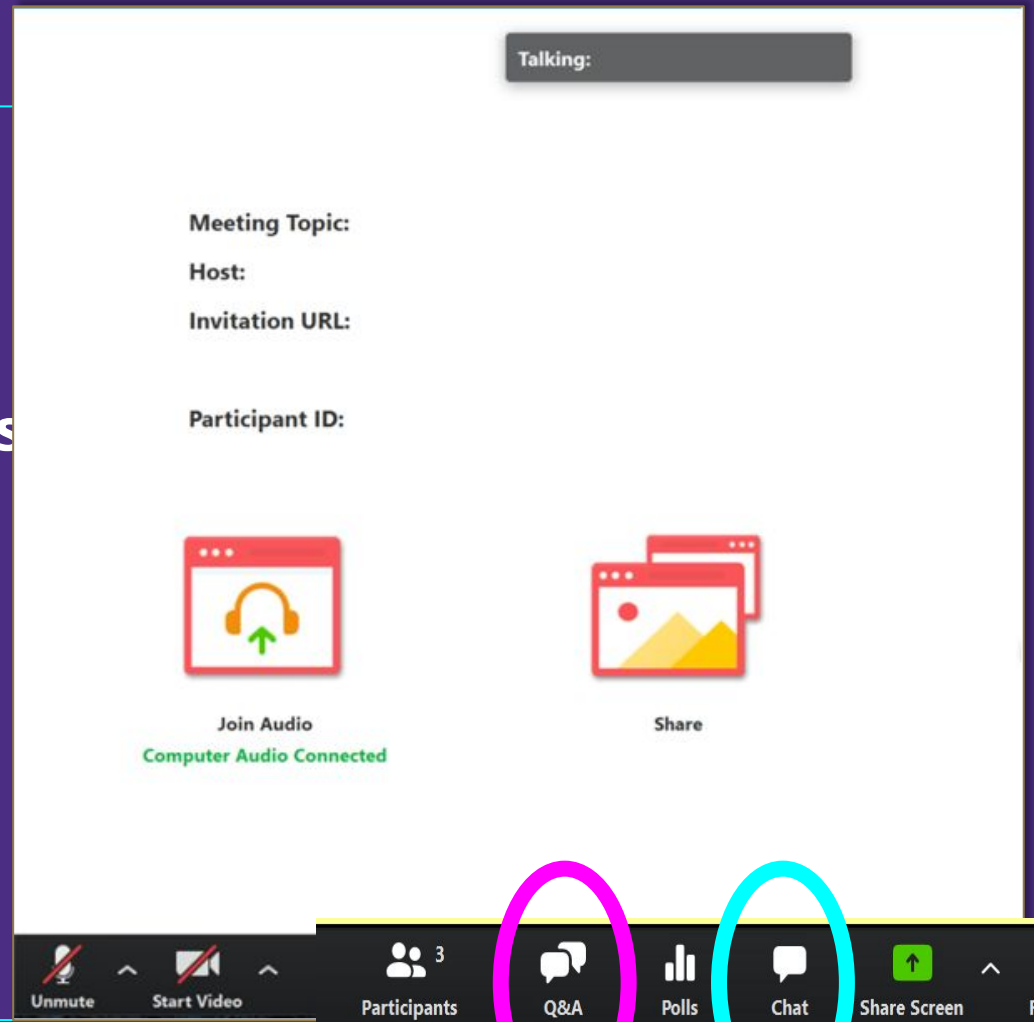 Talking:
Meeting Topic:
Host:
Invitation URL:
Participant ID:
Join Audio
Share
Computer Audio Connected
3
Unmute
Start Video
Participants
Q&A
Polls
Chat
Share Screen